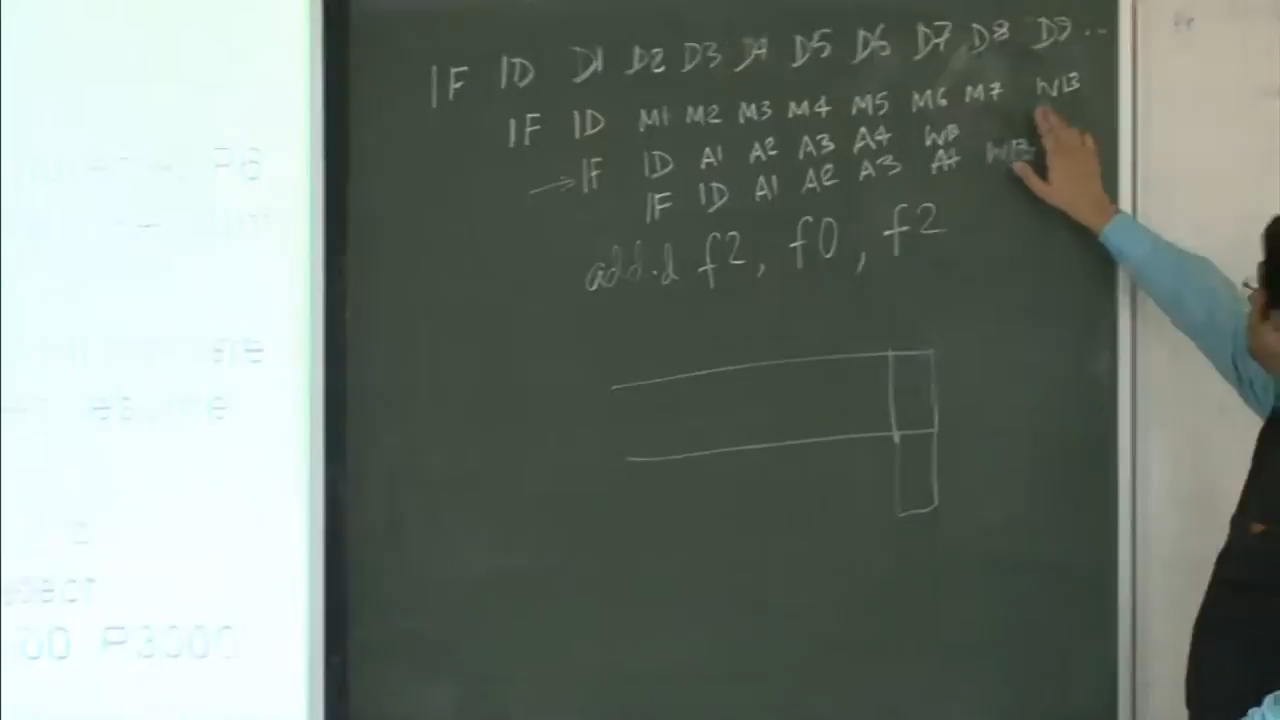 IF ID D1 D2 D3 D4 D5 D6 D7 D8 D9 ...
IF ID M1 M2 M3 M4 M5 M6 M7 WB
→ IF ID A1 A2 A3 A4 WB
IF ID A1 A2 A3 A4 WB
add.d f2, f0, f2
R3000